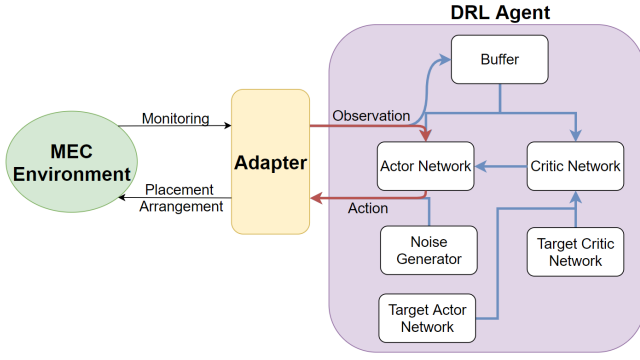 DRL Agent
Buffer
Monitoring
Observation
MEC
Environment
Adapter
Actor Network
Critic Network
Placement
Arrangement
Action
Noise
Generator
Target Critic
Network
Target Actor
Network